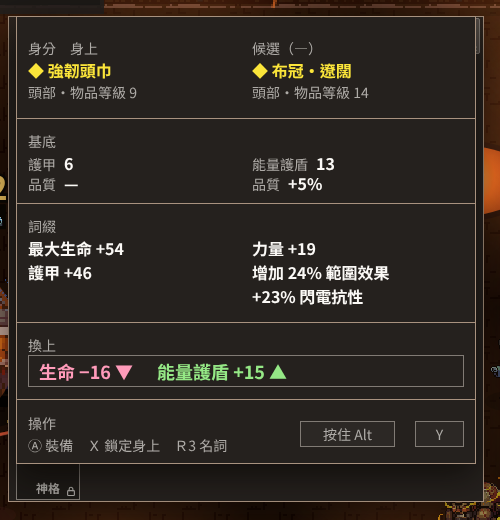 身分　身上　候選（一）
◆ 強韌頭巾　◆ 布冠・遼闊
頭部・物品等級 9　頭部・物品等級 14
基底
護甲 6　能量護盾 13
品質 —　品質 +5%
詞綴
最大生命 +54　力量 +19
護甲 +46　增加 24% 範圍效果
+23% 閃電抗性
換上
生命 −16 ▼　能量護盾 +15 ▲
操作
Ⓐ 裝備　X 鎖定身上　R3 名詞　按住 Alt　Y
神格